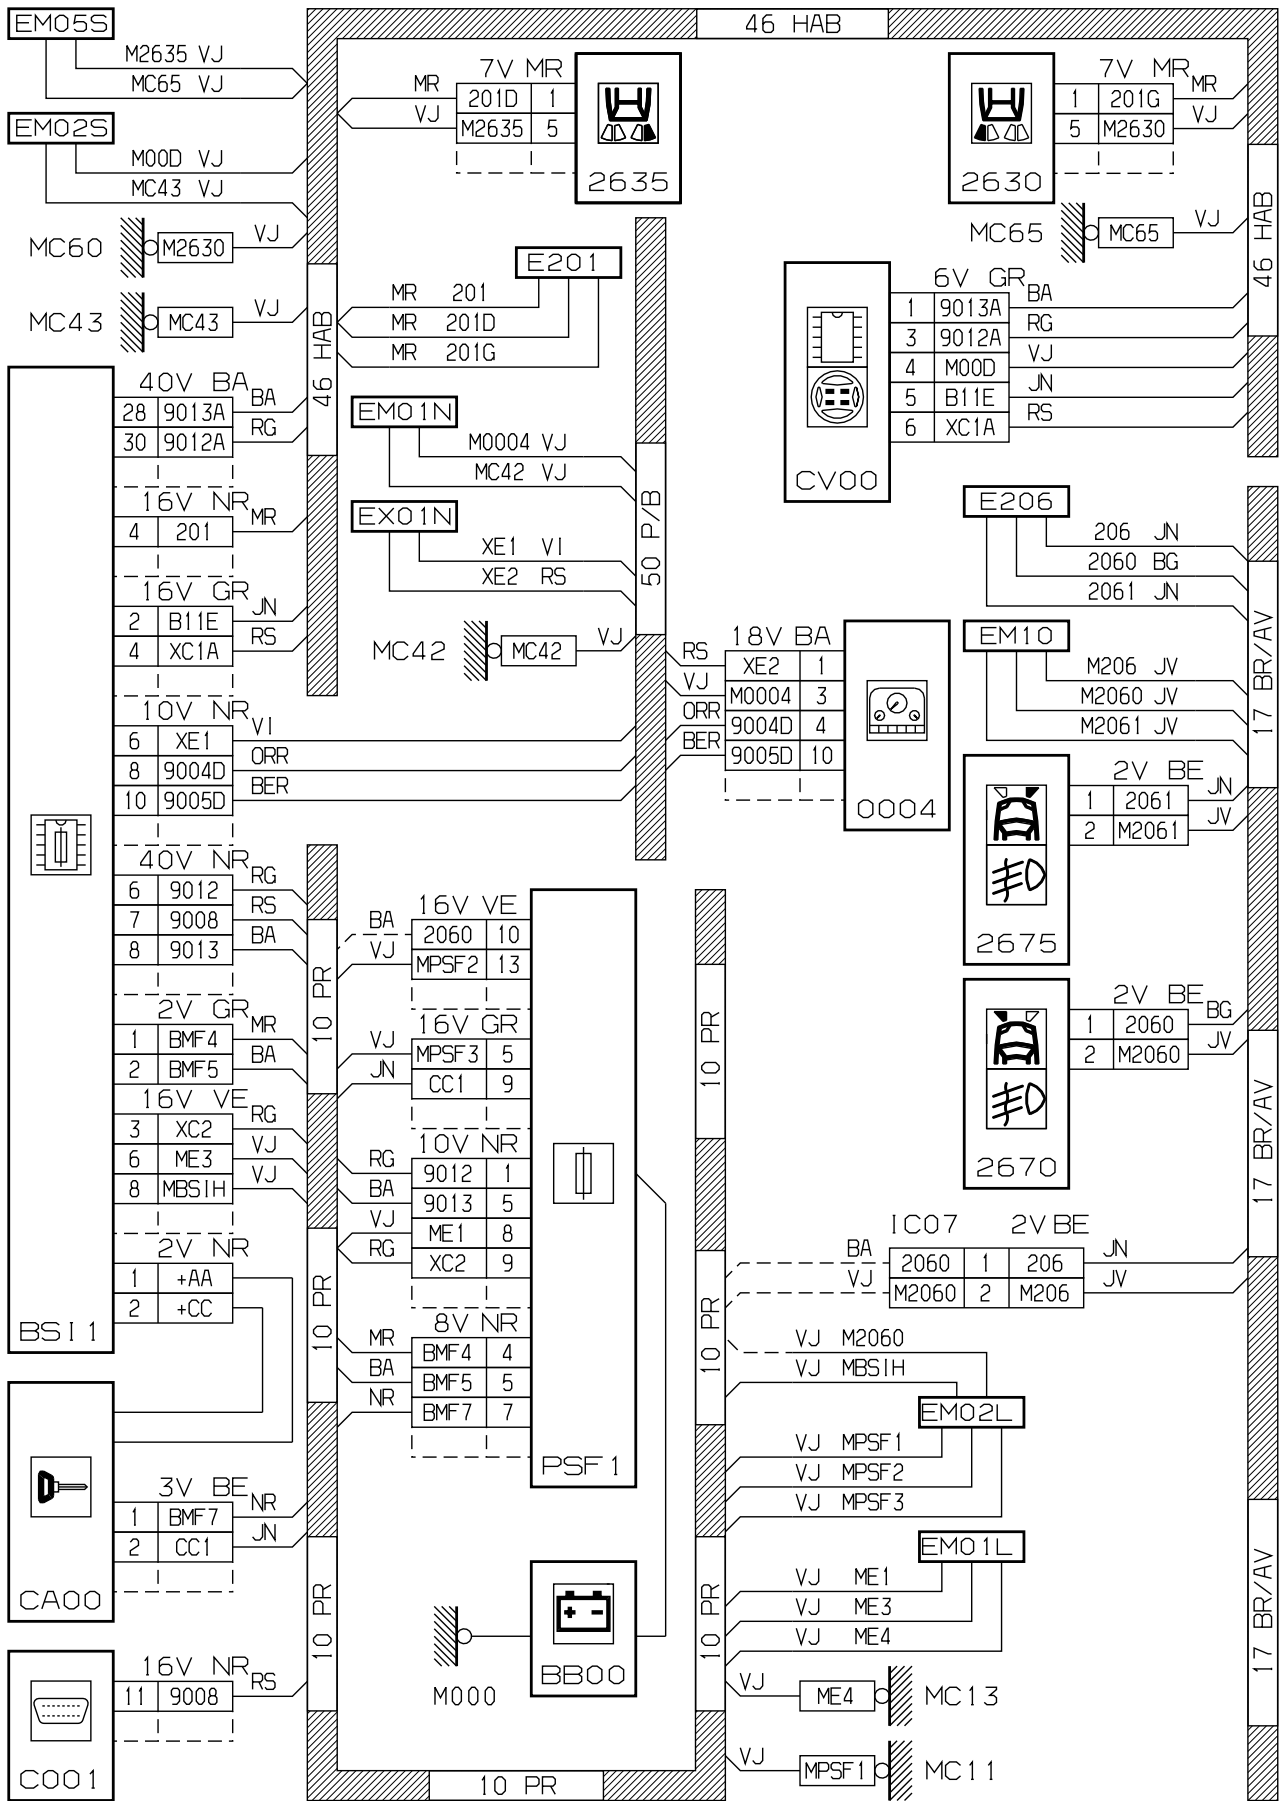 46 HAB
EM05S
M2635 VJ
MC65 VJ
EM02S
M00D VJ
MC43 VJ
MC60
M2630
VJ
MC43
MC43
VJ
7V MR
MR 201D 1
VJ M2635 5
2635
7V MR
1 201G MR
5 M2630 VJ
2630
MC65
MC65
VJ
46 HAB
E201
MR 201
MR 201D
MR 201G
46 HAB
6V GR
1 9013A BA
3 9012A RG
4 M00D VJ
5 B11E JN
6 XC1A RS
CV00
40V BA
28 9013A BA
30 9012A RG
16V NR
4 201 MR
16V GR
2 B11E JN
4 XC1A RS
10V NR
6 XE1 VI
8 9004D ORR
10 9005D BER
40V NR
6 9012 RG
7 9008 RS
8 9013 BA
2V GR
1 BMF4 MR
2 BMF5 BA
16V VE
3 XC2 RG
6 ME3 VJ
8 MBSIH VJ
2V NR
1 +AA
2 +CC
BSI1
EM01N
M0004 VJ
MC42 VJ
EX01N
XE1 VI
XE2 RS
50 P/B
MC42
MC42
VJ
18V BA
RS XE2 1
VJ M0004 3
ORR 9004D 4
BER 9005D 10
0004
E206
206 JN
2060 BG
2061 JN
EM10
M206 JV
M2060 JV
M2061 JV
17 BR/AV
2V BE
1 2061 JN
2 M2061 JV
2675
2V BE
1 2060 BG
2 M2060 JV
2670
17 BR/AV
10 PR
16V VE
BA 2060 10
VJ MPSF2 13
16V GR
VJ MPSF3 5
JN CC1 9
10V NR
RG 9012 1
BA 9013 5
VJ ME1 8
RG XC2 9
8V NR
MR BMF4 4
BA BMF5 5
NR BMF7 7
PSF1
10 PR
10 PR
IC07 2V BE
BA 2060 1 206 JN
VJ M2060 2 M206 JV
10 PR
VJ M2060
VJ MBSIH
EM02L
VJ MPSF1
VJ MPSF2
VJ MPSF3
EM01L
VJ ME1
VJ ME3
VJ ME4
10 PR
17 BR/AV
VJ ME4 MC13
VJ MPSF1 MC11
3V BE
1 BMF7 NR
2 CC1 JN
CA00
10 PR
M000
BB00
16V NR
11 9008 RS
C001
10 PR